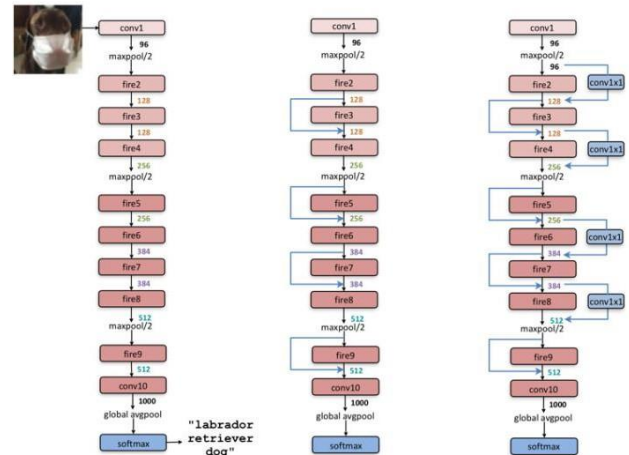 conv1
96
maxpool/2
fire2
128
fire3
128
fire4
256
maxpool/2
fire5
256
fire6
384
fire7
384
fire8
512
maxpool/2
fire9
512
conv10
1000
global avgpool
softmax
"labrador
retriever
dog"
conv1
96
maxpool/2
fire2
128
fire3
128
fire4
256
maxpool/2
fire5
256
fire6
384
fire7
384
fire8
512
maxpool/2
fire9
512
conv10
1000
global avgpool
softmax
conv1
maxpool/2
96
conv1x1
fire2
128
fire3
128
conv1x1
fire4
256
maxpool/2
fire5
256
conv1x1
fire6
384
fire7
384
conv1x1
fire8
512
maxpool/2
fire9
512
conv10
1000
global avgpool
softmax